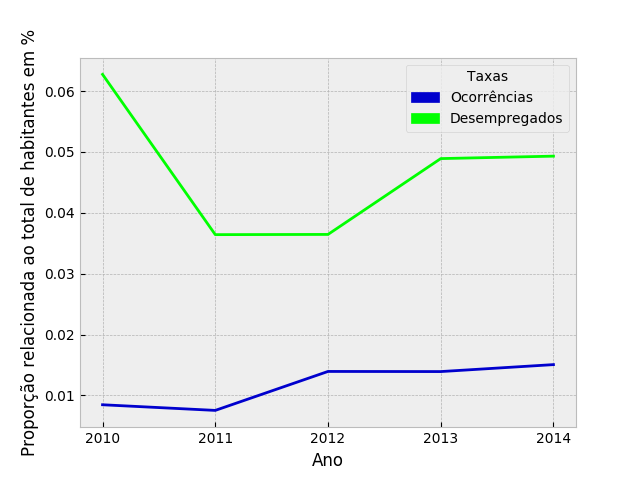 Proporção relacionada ao total de habitantes em %
0.06
0.05
0.04
0.03
0.02
0.01
Taxas
Ocorrências
Desempregados
2010 2011 2012 2013 2014
Ano